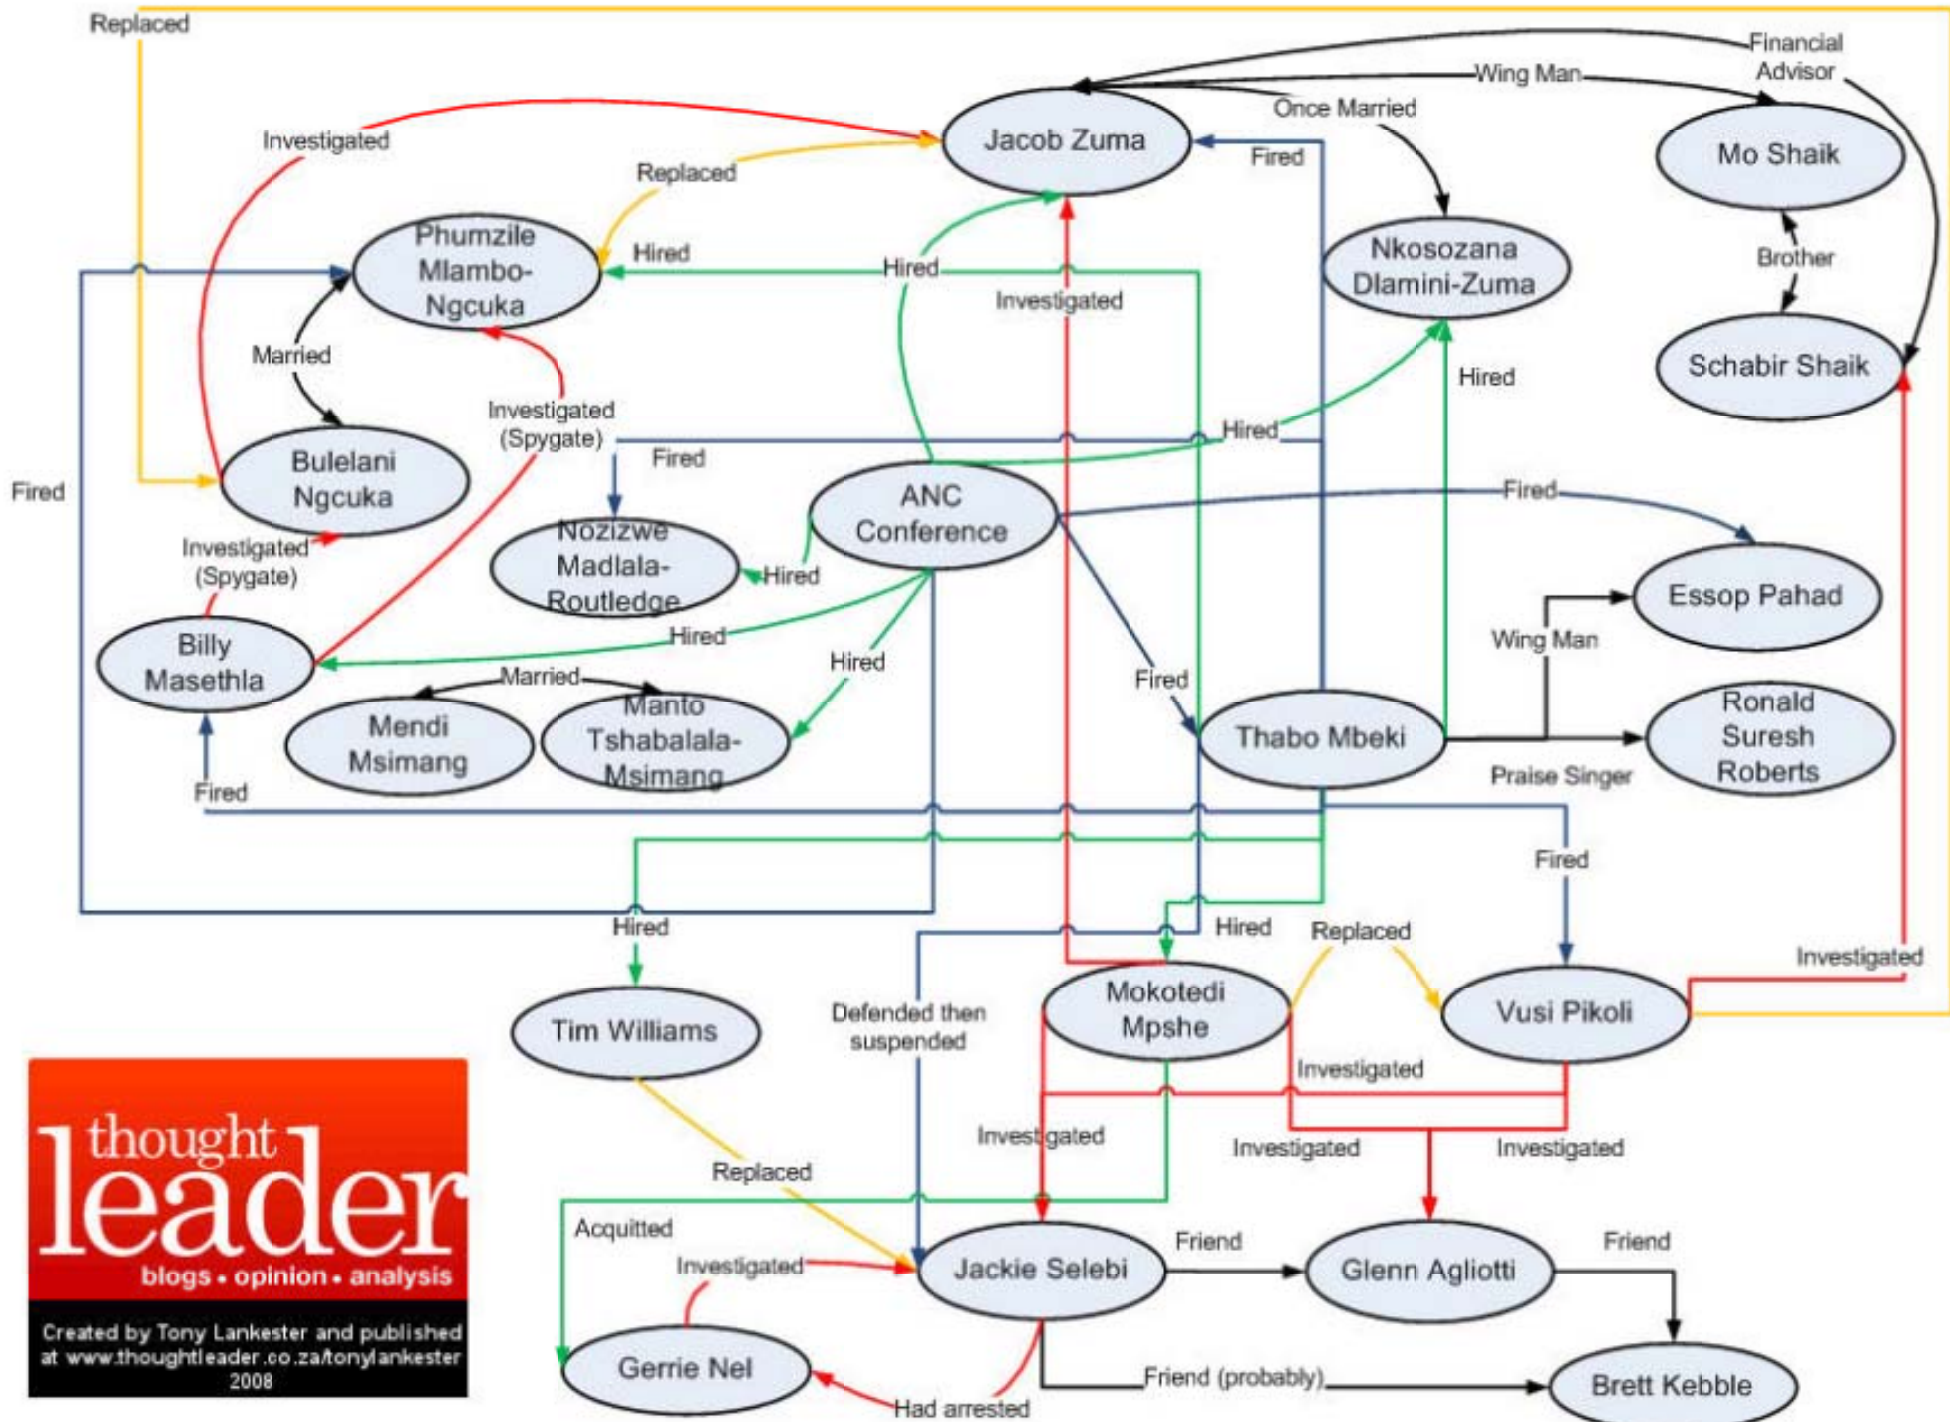 Replaced
Financial
Advisor
Wing Man
Once Married
Jacob Zuma
Mo Shaik
Investigated
Replaced
Fired
Phumzile
Mlambo-
Ngcuka
Hired
Hired
Investigated
Nkosozana
Dlamini-Zuma
Brother
Married
Schabir Shaik
Hired
Investigated
(Spygate)
Hired
Fired
Bulelani
Ngcuka
Fired
ANC
Conference
Fired
Investigated
(Spygate)
Nozizwe
Madlala-
Routledge
Hired
Essop Pahad
Billy
Masethla
Hired
Hired
Wing Man
Married
Fired
Mendi
Msimang
Manto
Tshabalala-
Msimang
Thabo Mbeki
Ronald
Suresh
Roberts
Praise Singer
Fired
Fired
Hired
Hired
Replaced
Investigated
Tim Williams
Defended then
suspended
Mokotedi
Mpshe
Vusi Pikoli
Investigated
Investigated
Investigated
Investigated
Replaced
Acquitted
Investigated
Jackie Selebi
Friend
Glenn Agliotti
Friend
Gerrie Nel
Had arrested
Friend (probably)
Brett Kebble
thought
leader
blogs • opinion • analysis
Created by Tony Lankester and published
at www.thoughtleader.co.za/tonylankester
2008